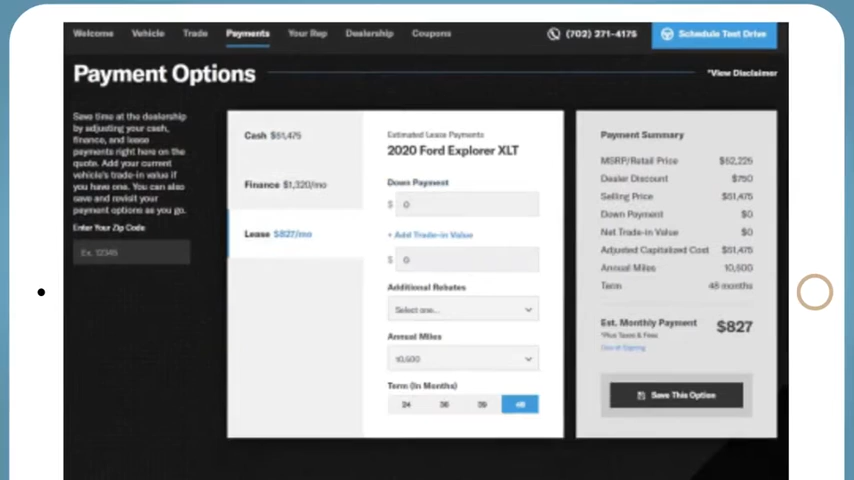 Welcome Vehicle Trade Payments Your Rep Dealership Coupons (702) 271-4175 Schedule Test Drive
Payment Options
*View Disclaimer
Save time at the dealership
by adjusting your cash,
finance, and lease
payments right here on the
quote. Add your current
vehicle's trade-in value if
you have one. You can also
save and revisit your
payment options as you go.
Enter Your Zip Code
Ex. 12345
Cash $51,475
Finance $1,320/mo
Lease $827/mo
Estimated Lease Payments
2020 Ford Explorer XLT
Down Payment
$ 0
+ Add Trade-in Value
$ 0
Additional Rebates
Select one...
Annual Miles
10,500
Term (In Months)
24 36 39 48
Payment Summary
MSRP/Retail Price $52,225
Dealer Discount $750
Selling Price $51,475
Down Payment $0
Net Trade-in Value $0
Adjusted Capitalized Cost $51,475
Annual Miles 10,500
Term 48 months
Est. Monthly Payment $827
*Plus Taxes & Fees
Due at Signing
Save This Option